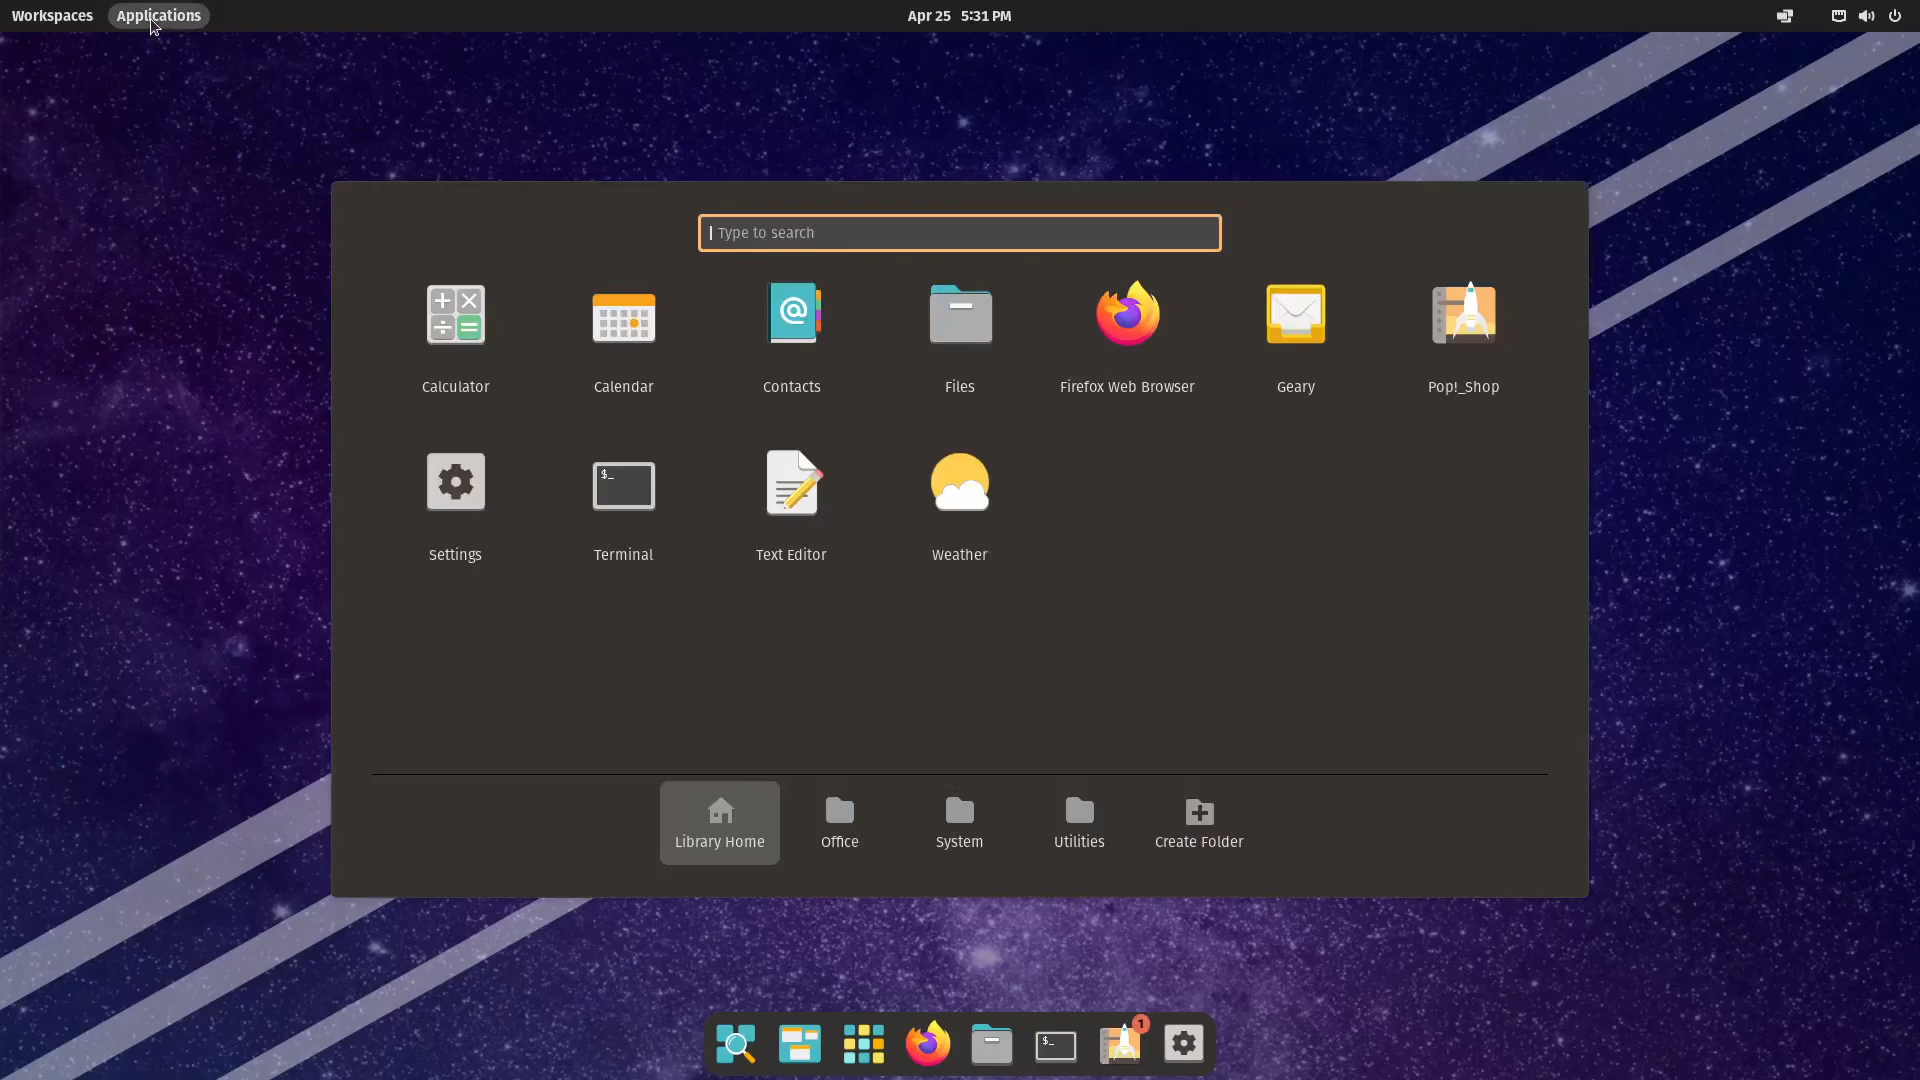 Workspaces Applications Apr 25 5:31 PM
Type to search
Calculator Calendar Contacts Files Firefox Web Browser Geary Pop!_Shop
$_
Settings Terminal Text Editor Weather
Library Home Office System Utilities Create Folder
$_ 1